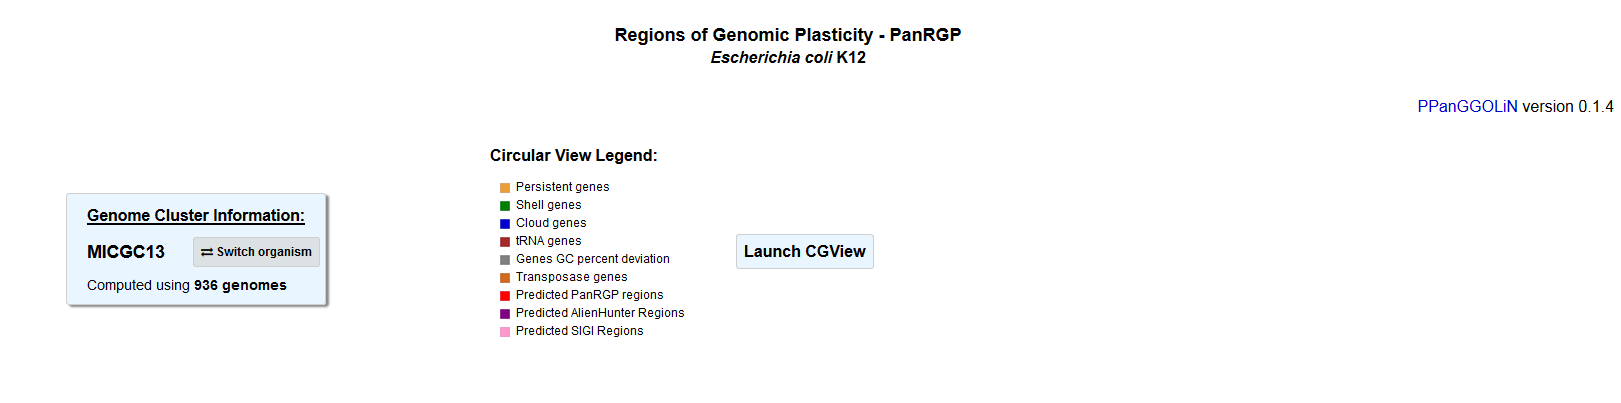 Regions of Genomic Plasticity - PanRGP
Escherichia coli K12
PPanGGOLiN version 0.1.4
Genome Cluster Information:
MICGC13
Switch organism
Computed using 936 genomes
Circular View Legend:
Persistent genes
Shell genes
Cloud genes
tRNA genes
Genes GC percent deviation
Transposase genes
Predicted PanRGP regions
Predicted AlienHunter Regions
Predicted SIGI Regions
Launch CGView